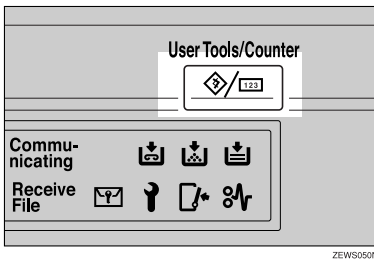 User Tools/Counter
123
Commu-
nicating
Receive
File
ZEWS050N